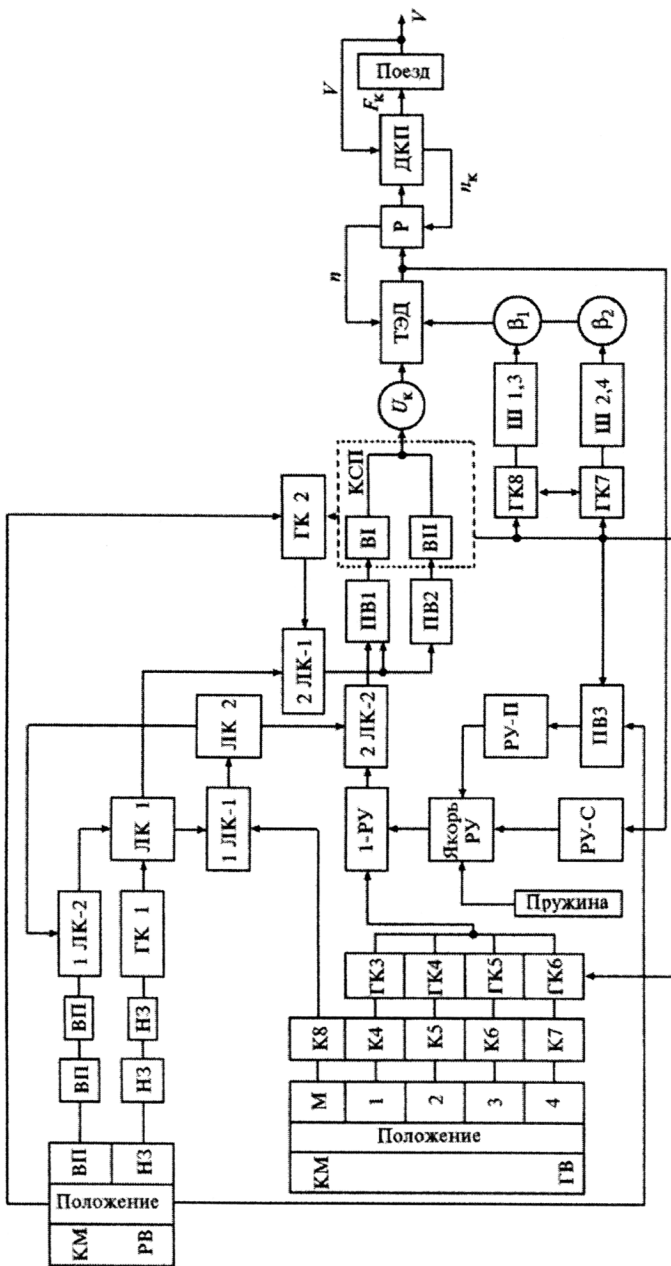 КМ
РВ
Положение
ВП
НЗ
ВП
НЗ
ВП
НЗ
1 ЛК-2
ГК 1
ЛК 1
1 ЛК-1
ЛК 2
2 ЛК-1
ГК 2
КМ
ГВ
Положение
М
1
2
3
4
К8
К4
К5
К6
К7
ГК3
ГК4
ГК5
ГК6
1-РУ
2 ЛК-2
Пружина
Якорь
РУ
РУ-С
РУ-П
ПВ3
ПВ1
ПВ2
КСП
ВI
ВII
Uк
ГК8
ГК7
Ш 1,3
Ш 2,4
β1
β2
ТЭД
n
Р
nк
ДКП
Fк
V
Поезд
V